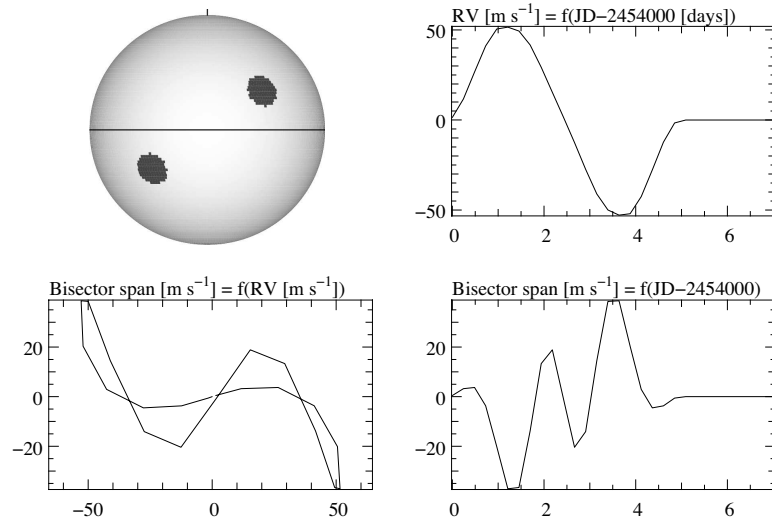 RV [m s⁻¹] = f(JD−2454000 [days])
50
0
−50
0 2 4 6
Bisector span [m s⁻¹] = f(RV [m s⁻¹])
20
0
−20
−50 0 50
Bisector span [m s⁻¹] = f(JD−2454000)
20
0
−20
0 2 4 6